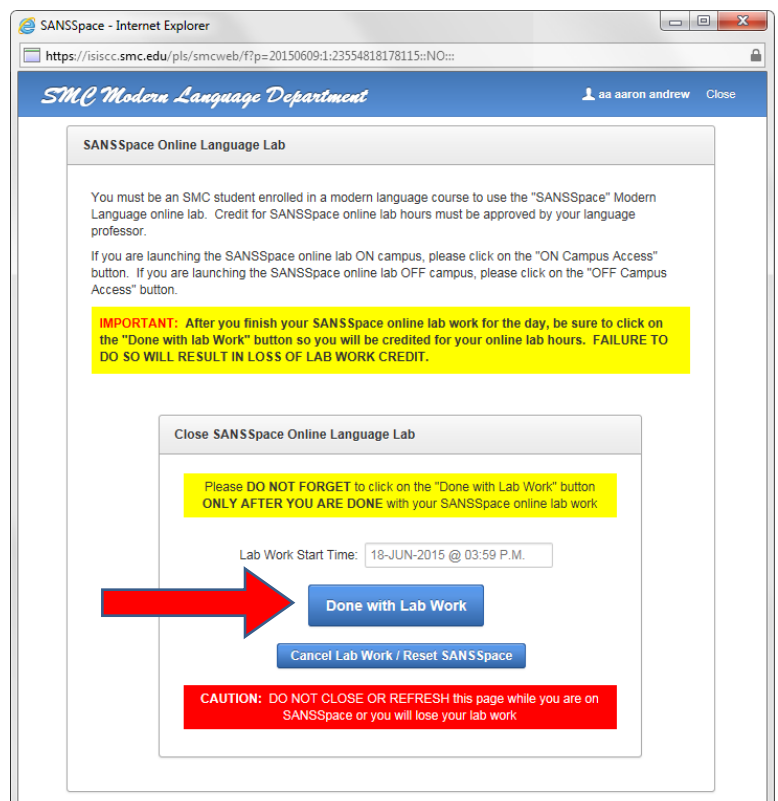 SANSSpace - Internet Explorer
https://isiscc.smc.edu/pls/smcweb/f?p=20150609:1:23554818178115::NO:::
SMC Modern Language Department
aa aaron andrew Close
SANSSpace Online Language Lab
You must be an SMC student enrolled in a modern language course to use the "SANSSpace" Modern
Language online lab. Credit for SANSSpace online lab hours must be approved by your language
professor.
If you are launching the SANSSpace online lab ON campus, please click on the "ON Campus Access"
button. If you are launching the SANSSpace online lab OFF campus, please click on the "OFF Campus
Access" button.
IMPORTANT: After you finish your SANSSpace online lab work for the day, be sure to click on
the "Done with lab Work" button so you will be credited for your online lab hours. FAILURE TO
DO SO WILL RESULT IN LOSS OF LAB WORK CREDIT.
Close SANSSpace Online Language Lab
Please DO NOT FORGET to click on the "Done with Lab Work" button
ONLY AFTER YOU ARE DONE with your SANSSpace online lab work
Lab Work Start Time: 18-JUN-2015 @ 03:59 P.M.
Done with Lab Work
Cancel Lab Work / Reset SANSSpace
CAUTION: DO NOT CLOSE OR REFRESH this page while you are on
SANSSpace or you will lose your lab work